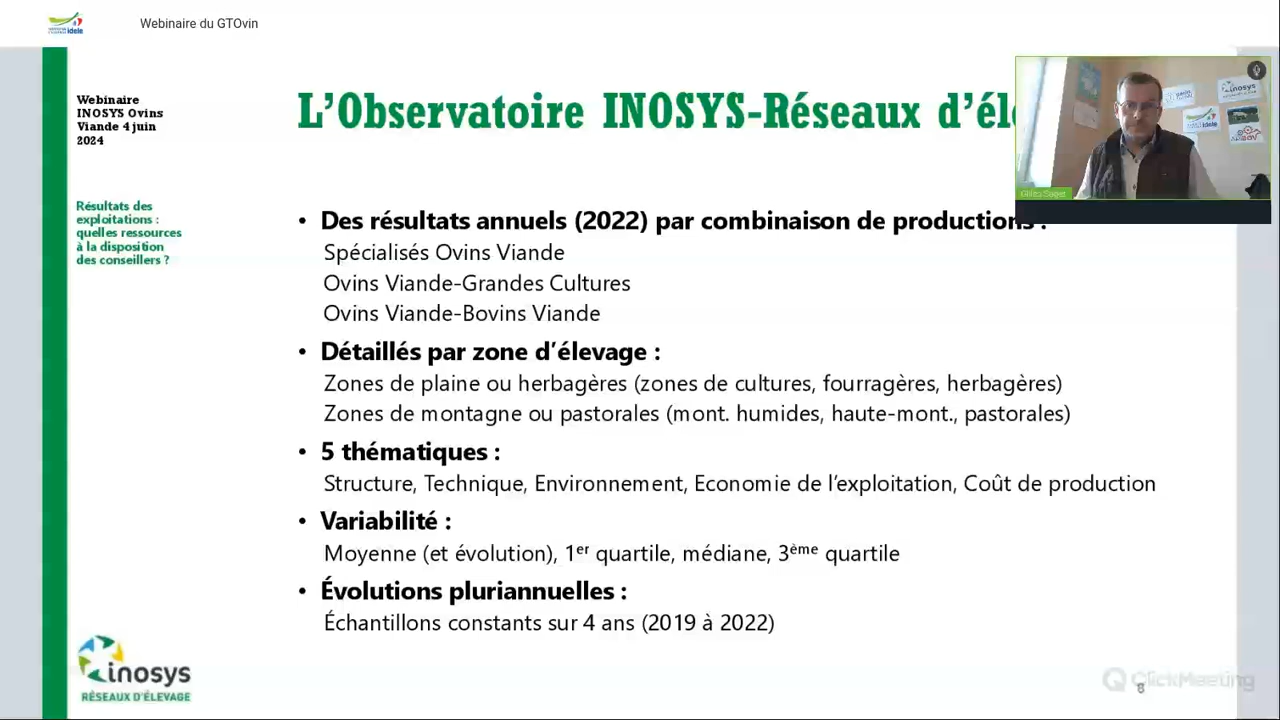 idele
Webinaire du GTOvin
Webinaire
INOSYS Ovins
Viande 4 juin
2024
L'Observatoire INOSYS-Réseaux d'éle
Résultats des
exploitations :
quelles ressources
à la disposition
des conseillers ?
• Des résultats annuels (2022) par combinaison de productions :
Spécialisés Ovins Viande
Ovins Viande-Grandes Cultures
Ovins Viande-Bovins Viande
• Détaillés par zone d'élevage :
Zones de plaine ou herbagères (zones de cultures, fourragères, herbagères)
Zones de montagne ou pastorales (mont. humides, haute-mont., pastorales)
• 5 thématiques :
Structure, Technique, Environnement, Economie de l'exploitation, Coût de production
• Variabilité :
Moyenne (et évolution), 1er quartile, médiane, 3ème quartile
• Évolutions pluriannuelles :
Échantillons constants sur 4 ans (2019 à 2022)
inosys
RÉSEAUX D'ÉLEVAGE
ClickMeeting
8
inosys
idele